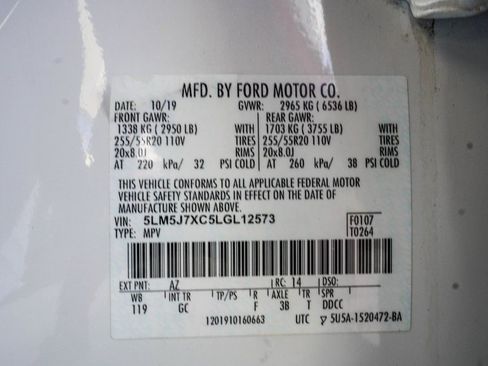 MFD. BY FORD MOTOR CO.
DATE: 10/19 GVWR: 2965 KG ( 6536 LB)
FRONT GAWR: REAR GAWR:
1338 KG ( 2950 LB) WITH 1703 KG ( 3755 LB) WITH
255/55R20 110V TIRES 255/55R20 110V TIRES
20x8.0J RIMS 20x8.0J RIMS
AT 220 kPa/ 32 PSI COLD AT 260 kPa/ 38 PSI COLD
THIS VEHICLE CONFORMS TO ALL APPLICABLE FEDERAL MOTOR
VEHICLE SAFETY STANDARDS IN EFFECT ON THE DATE OF
MANUFACTURE SHOWN ABOVE.
VIN: 5LM5J7XC5LGL12573 F0107
TYPE: MPV T0264
EXT PNT: AZ RC: 14 DSO:
WB INT TR TP/PS R AXLE TR SPR
119 GC F 3B T DDCC
1201910160663 UTC 5U5A-1520472-BA